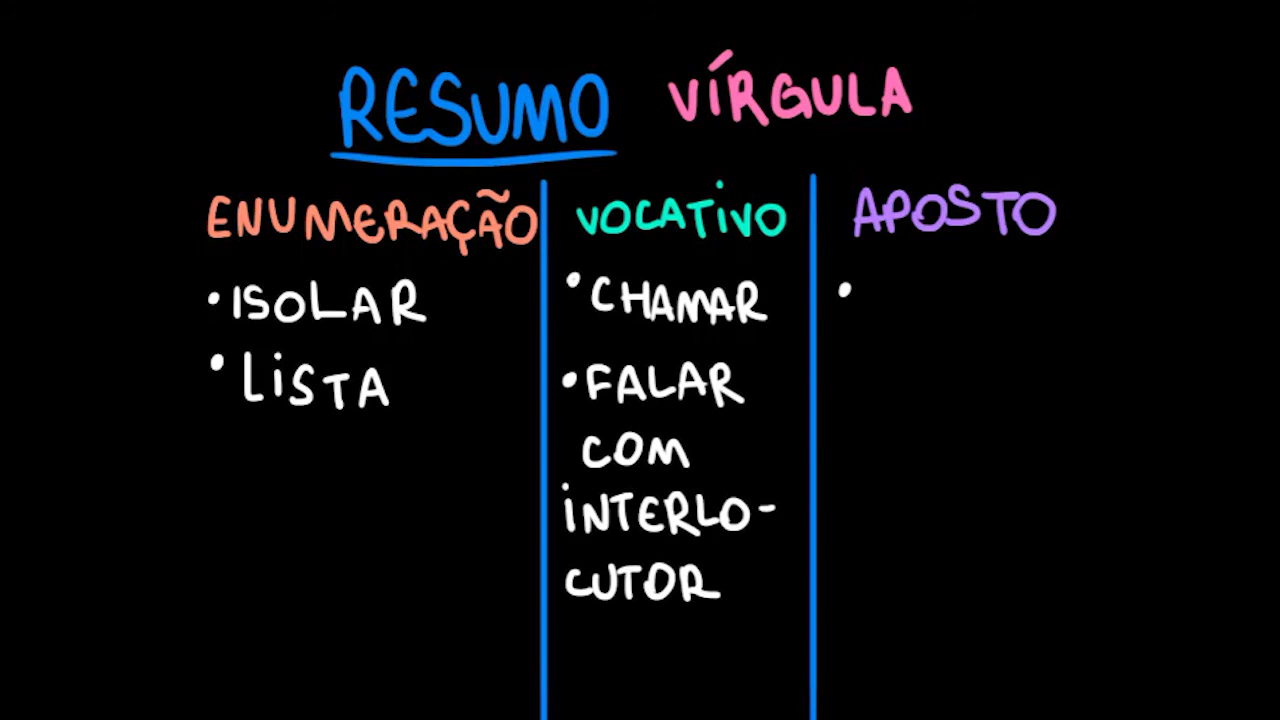 RESUMO VÍRGULA
ENUMERAÇÃO
• ISOLAR
• LISTA
VOCATIVO
• CHAMAR
• FALAR
COM
INTERLO-
CUTOR
APOSTO
•